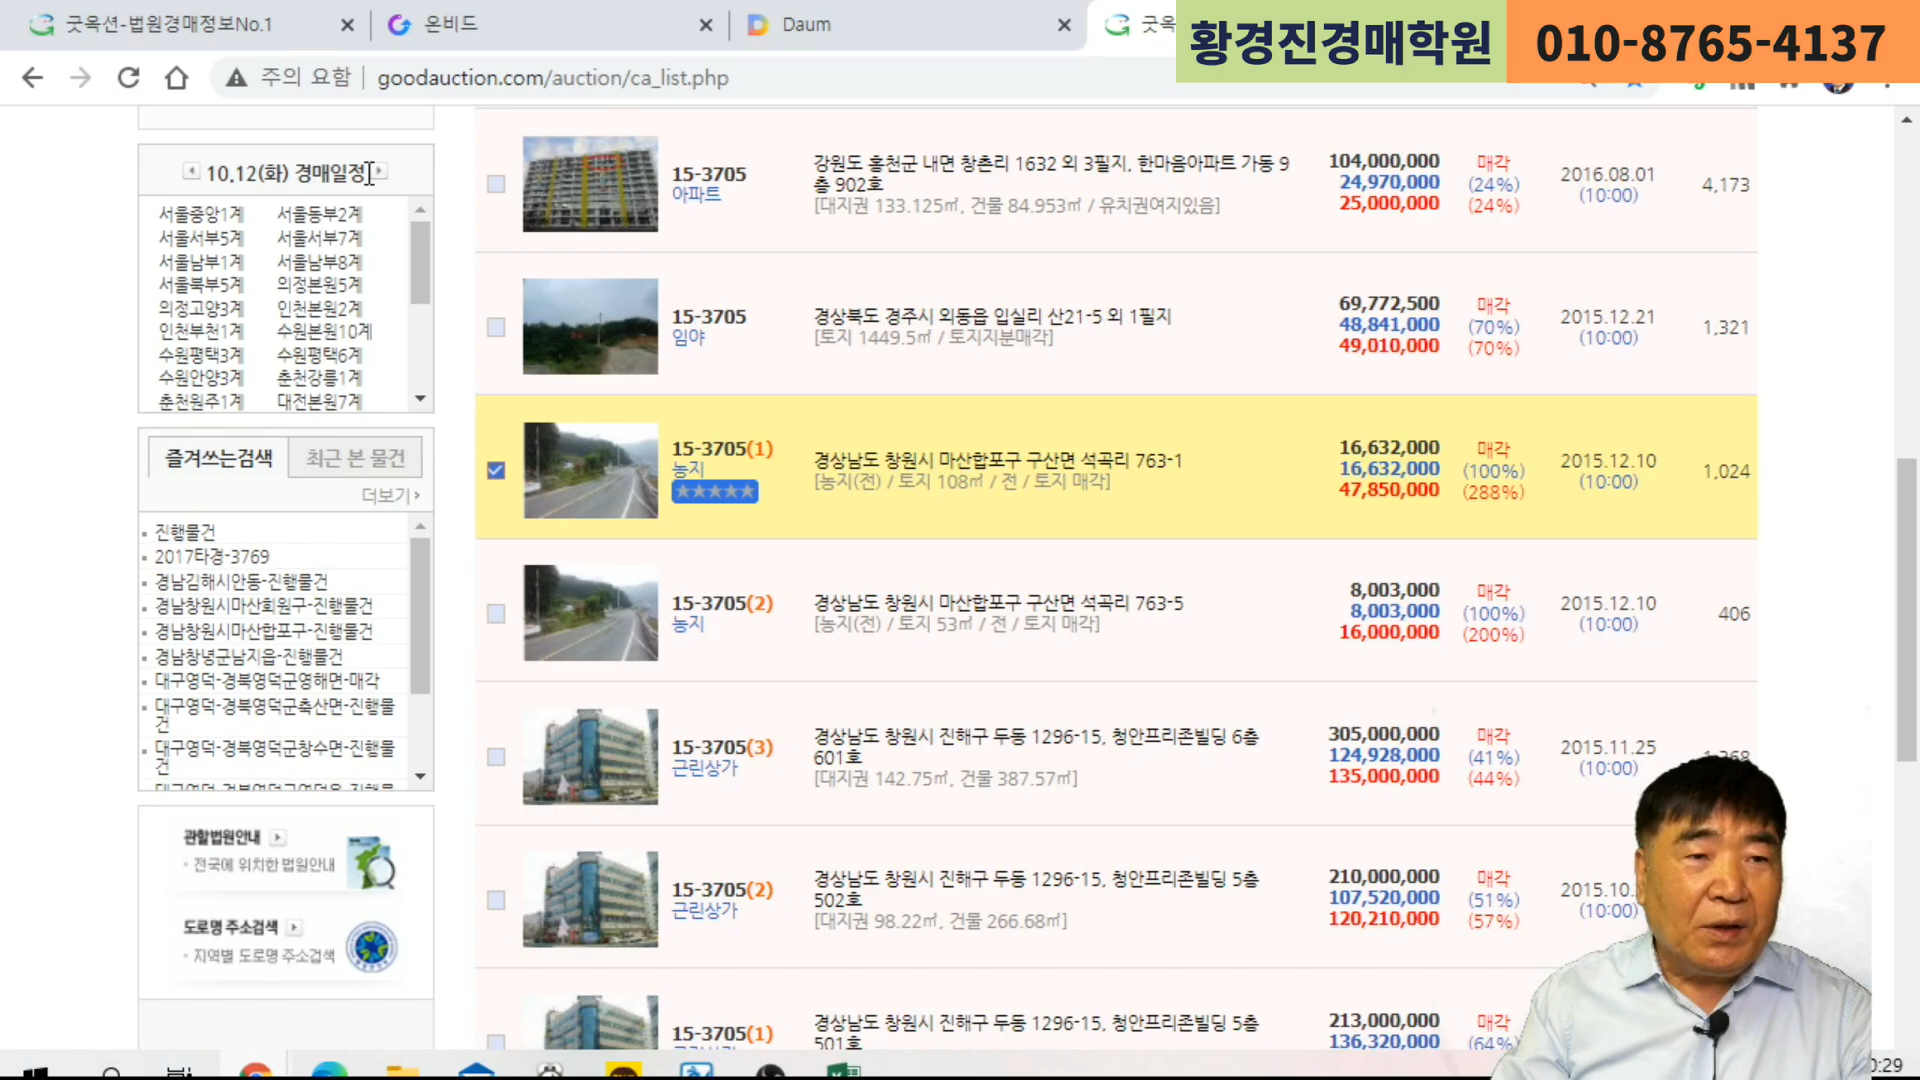 굿옥션-법원경매정보No.1
온비드
Daum
황경진경매학원
010-8765-4137
주의 요함
goodauction.com/auction/ca_list.php
10.12(화) 경매일정
서울중앙1계 서울동부2계
서울서부5계 서울서부7계
서울남부1계 서울남부8계
서울북부5계 의정본원5계
의정고양3계 인천본원2계
인천부천1계 수원본원10계
수원평택3계 수원평택6계
수원안양3계 춘천강릉1계
춘천원주1계 대전본원7계
즐겨쓰는검색 최근 본 물건
더보기
진행물건
2017타경-3769
경남김해시안동-진행물건
경남창원시마산회원구-진행물건
경남창원시마산합포구-진행물건
경남창녕군남지읍-진행물건
대구영덕-경북영덕군영해면-매각
대구영덕-경북영덕군축산면-진행물
건
대구영덕-경북영덕군창수면-진행물
건
관할법원안내
전국에 위치한 법원안내
도로명 주소검색
지역별 도로명 주소검색
15-3705
아파트
강원도 홍천군 내면 창촌리 1632 외 3필지, 한마음아파트 가동 9
층 902호
[대지권 133.125㎡, 건물 84.953㎡ / 유치권여지있음]
104,000,000
24,970,000
25,000,000
매각
(24%)
(24%)
2016.08.01
(10:00)
4,173
15-3705
임야
경상북도 경주시 외동읍 입실리 산21-5 외 1필지
[토지 1449.5㎡ / 토지지분매각]
69,772,500
48,841,000
49,010,000
매각
(70%)
(70%)
2015.12.21
(10:00)
1,321
15-3705(1)
농지
★★★★★
경상남도 창원시 마산합포구 구산면 석곡리 763-1
[농지(전) / 토지 108㎡ / 전 / 토지 매각]
16,632,000
16,632,000
47,850,000
매각
(100%)
(288%)
2015.12.10
(10:00)
1,024
15-3705(2)
농지
경상남도 창원시 마산합포구 구산면 석곡리 763-5
[농지(전) / 토지 53㎡ / 전 / 토지 매각]
8,003,000
8,003,000
16,000,000
매각
(100%)
(200%)
2015.12.10
(10:00)
406
15-3705(3)
근린상가
경상남도 창원시 진해구 두동 1296-15, 청안프리존빌딩 6층
601호
[대지권 142.75㎡, 건물 387.57㎡]
305,000,000
124,928,000
135,000,000
매각
(41%)
(44%)
2015.11.25
(10:00)
15-3705(2)
근린상가
경상남도 창원시 진해구 두동 1296-15, 청안프리존빌딩 5층
502호
[대지권 98.22㎡, 건물 266.68㎡]
210,000,000
107,520,000
120,210,000
매각
(51%)
(57%)
2015.10.
(10:00)
15-3705(1)
경상남도 창원시 진해구 두동 1296-15, 청안프리존빌딩 5층
501호
213,000,000
136,320,000
매각
(64%)
:29